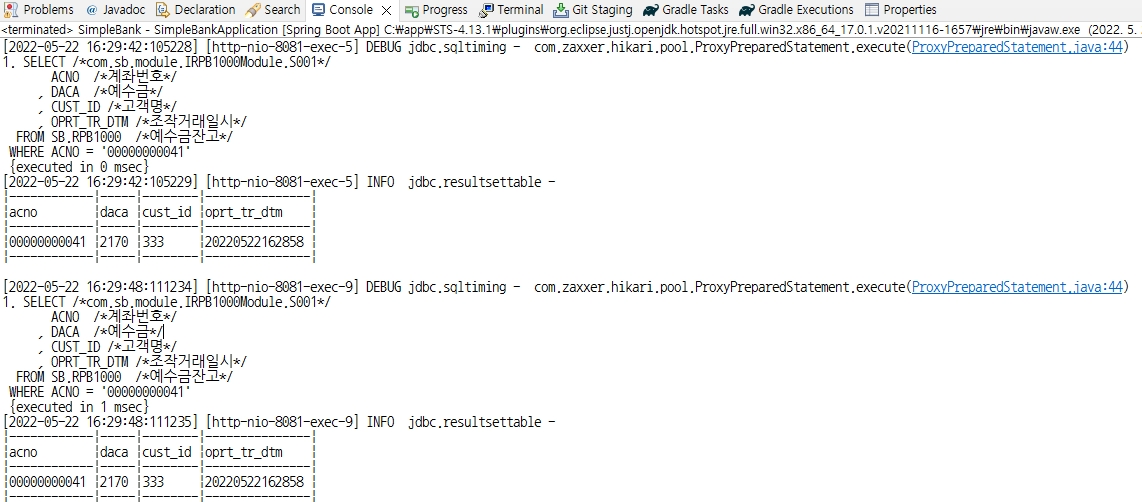 Problems @ Javadoc Declaration Search Console Progress Terminal Git Staging Gradle Tasks Gradle Executions Properties
<terminated> SimpleBank - SimpleBankApplication [Spring Boot App] C:\app\STS-4.13.1\plugins\org.eclipse.justj.openjdk.hotspot.jre.full.win32.x86_64_17.0.1.v20211116-1657\jre\bin\javaw.exe (2022. 5.
[2022-05-22 16:29:42:105228] [http-nio-8081-exec-5] DEBUG jdbc.sqltiming - com.zaxxer.hikari.pool.ProxyPreparedStatement.execute(ProxyPreparedStatement.java:44)
1. SELECT /*com.sb.module.IRPB1000Module.S001*/
ACNO /*계좌번호*/
, DACA /*예수금*/
, CUST_ID /*고객명*/
, OPRT_TR_DTM /*조작거래일시*/
FROM SB.RPB1000 /*예수금잔고*/
WHERE ACNO = '00000000041'
{executed in 0 msec}
[2022-05-22 16:29:42:105229] [http-nio-8081-exec-5] INFO jdbc.resultsettable -
|------------|-----|--------|---------------|
|acno |daca |cust_id |oprt_tr_dtm |
|------------|-----|--------|---------------|
|00000000041 |2170 |333 |20220522162858 |
|------------|-----|--------|---------------|
[2022-05-22 16:29:48:111234] [http-nio-8081-exec-9] DEBUG jdbc.sqltiming - com.zaxxer.hikari.pool.ProxyPreparedStatement.execute(ProxyPreparedStatement.java:44)
1. SELECT /*com.sb.module.IRPB1000Module.S001*/
ACNO /*계좌번호*/
, DACA /*예수금*/
, CUST_ID /*고객명*/
, OPRT_TR_DTM /*조작거래일시*/
FROM SB.RPB1000 /*예수금잔고*/
WHERE ACNO = '00000000041'
{executed in 1 msec}
[2022-05-22 16:29:48:111235] [http-nio-8081-exec-9] INFO jdbc.resultsettable -
|------------|-----|--------|---------------|
|acno |daca |cust_id |oprt_tr_dtm |
|------------|-----|--------|---------------|
|00000000041 |2170 |333 |20220522162858 |
|------------|-----|--------|---------------|